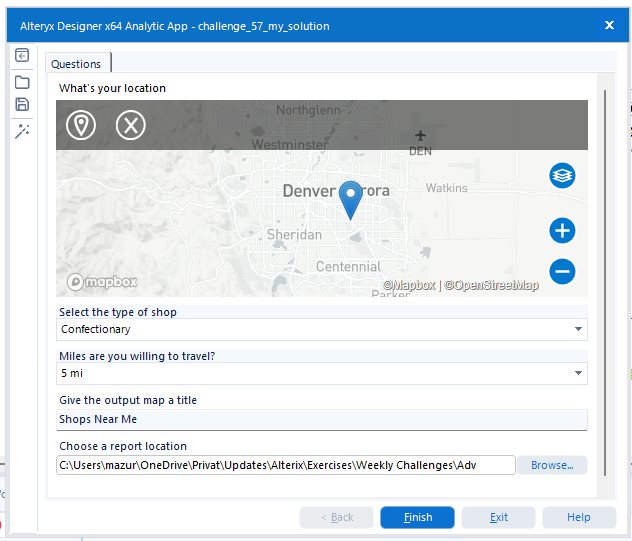 Alteryx Designer x64 Analytic App - challenge_57_my_solution
X
Questions
What's your location
Northglenn
Westminster
DEN
Denver
Aurora
Watkins
Sheridan
Centennial
mapbox
©Mapbox | ©OpenStreetMap
Parker
Select the type of shop
Confectionary
Miles are you willing to travel?
5 mi
Give the output map a title
Shops Near Me
Choose a report location
C:\Users\mazur\OneDrive\Privat\Updates\Alterix\Exercises\Weekly Challenges\Adv
Browse...
< Back
Finish
Exit
Help